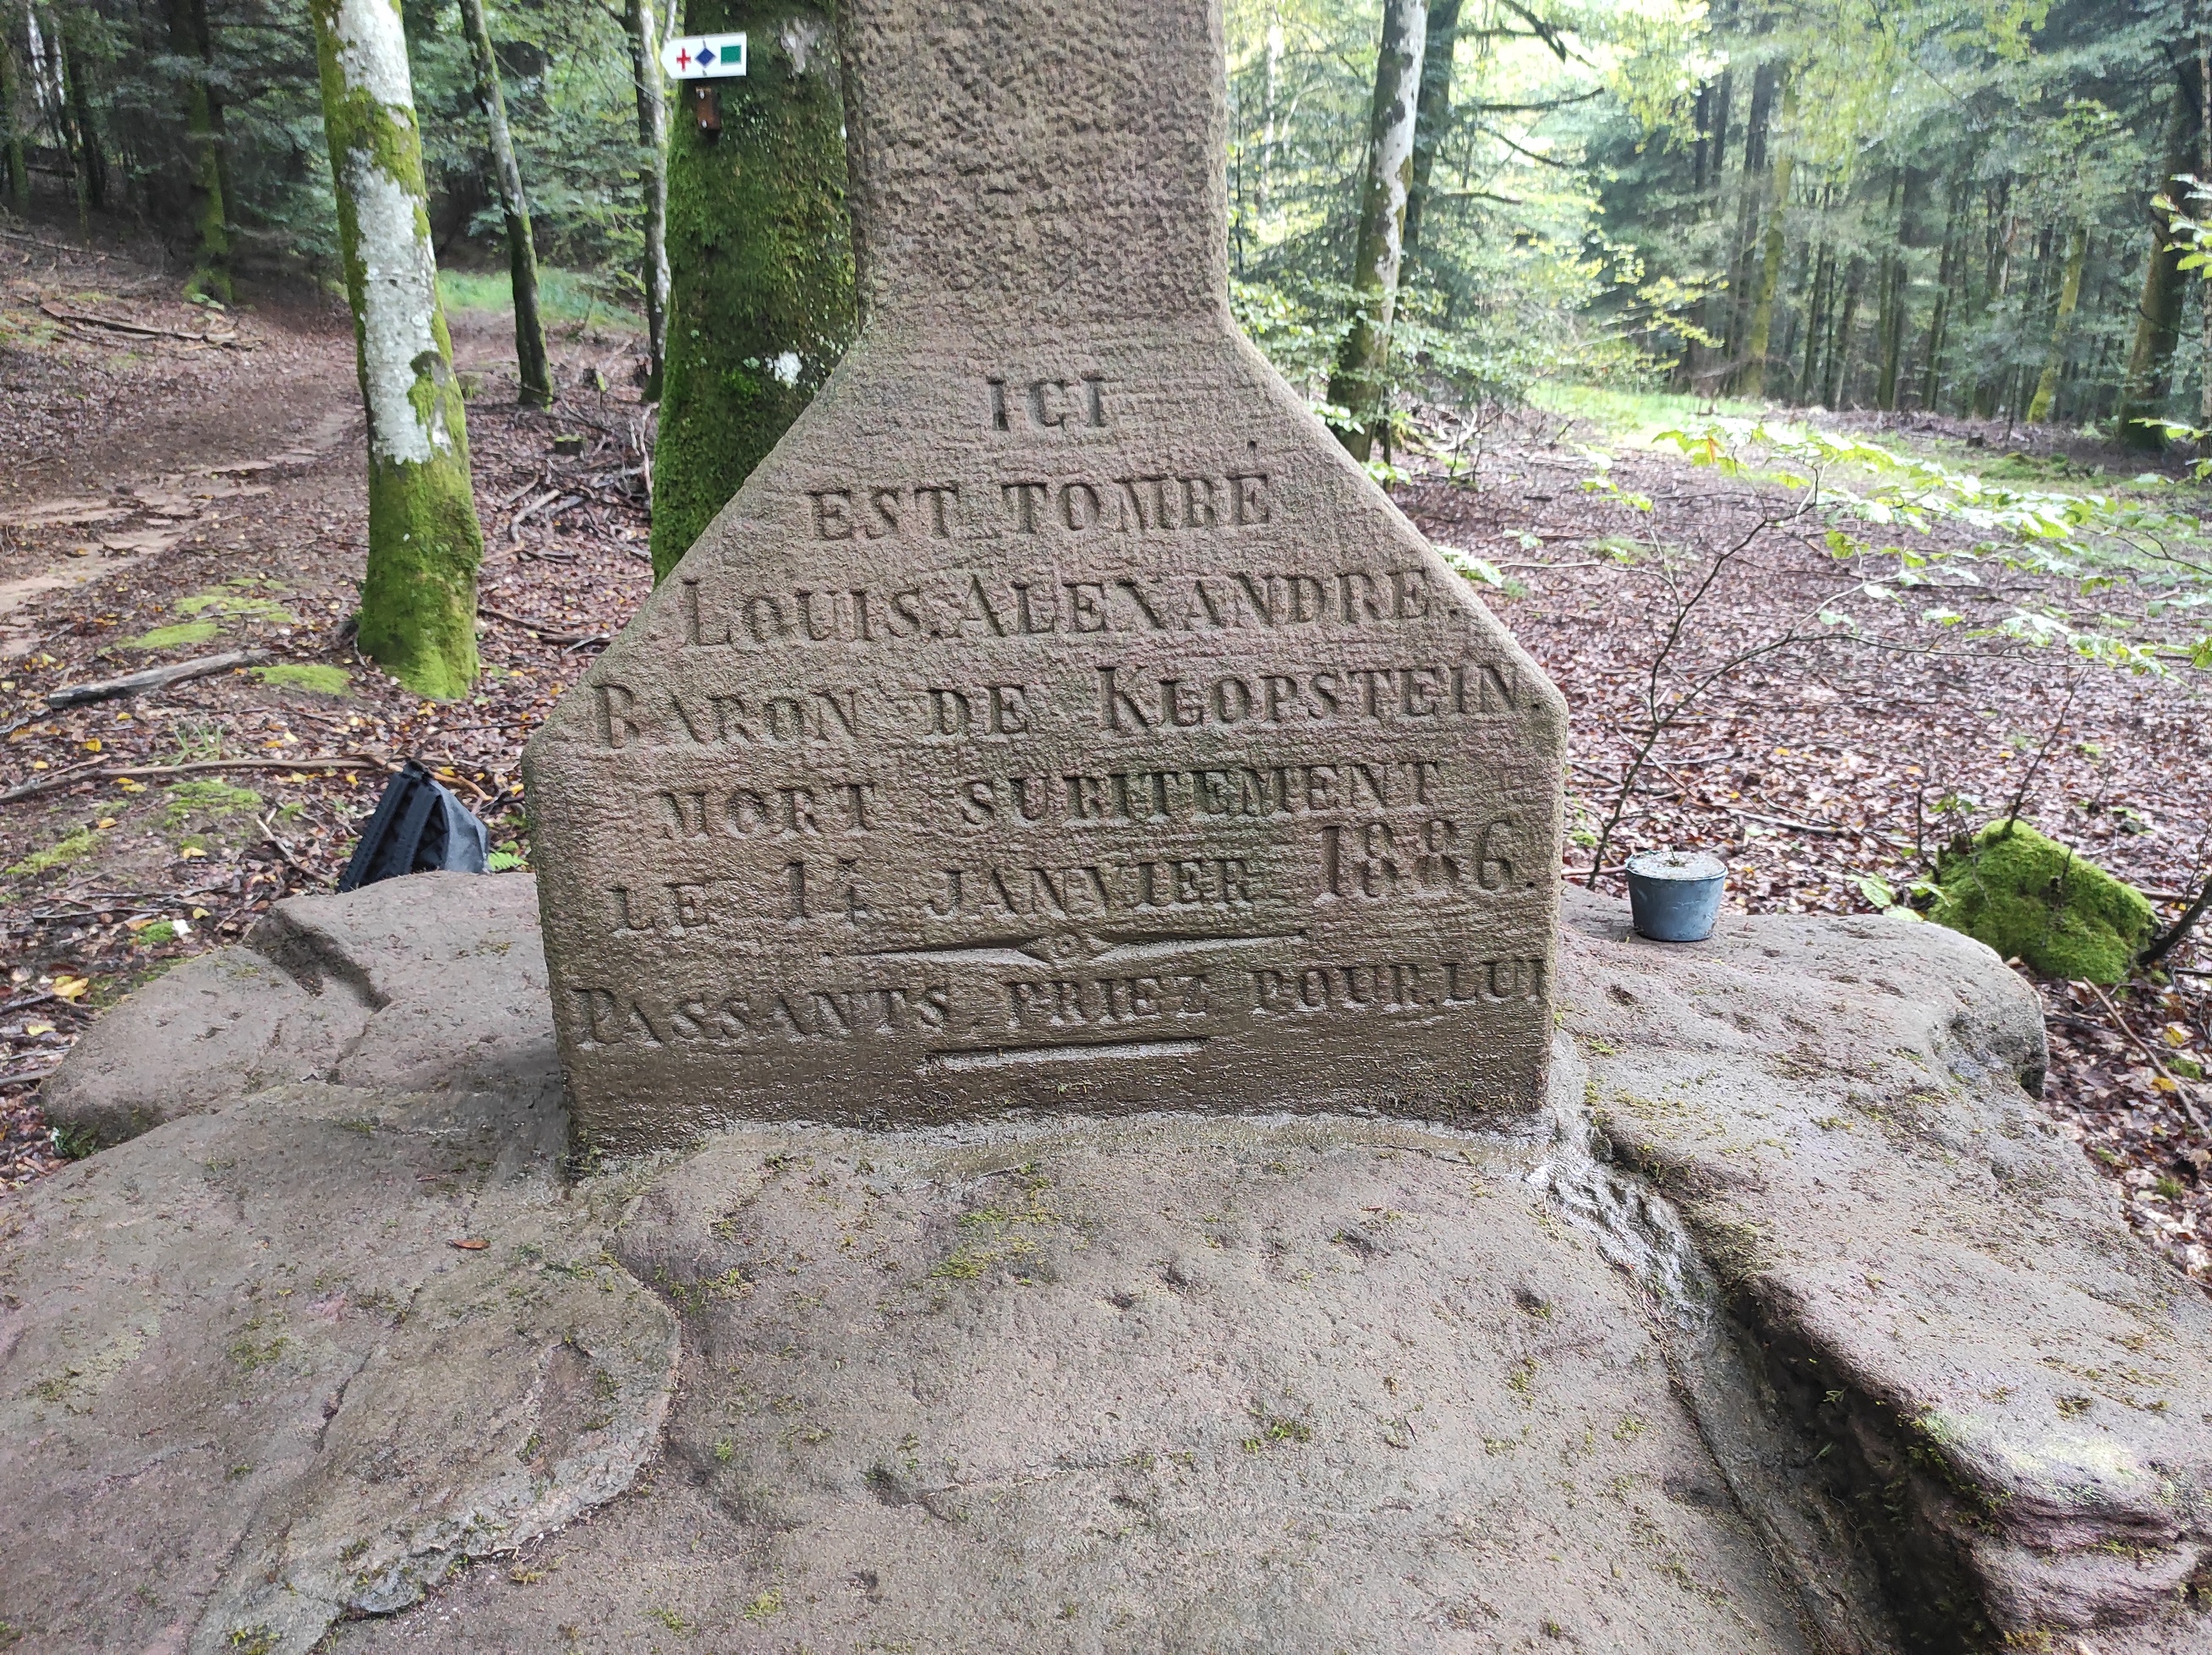 ICI
EST TOMBÉ
LOUIS.ALEXANDRE.
BARON DE KLOPSTEIN.
MORT SUBITEMENT
LE 14 JANVIER 1886.
PASSANTS. PRIEZ POUR.LUI